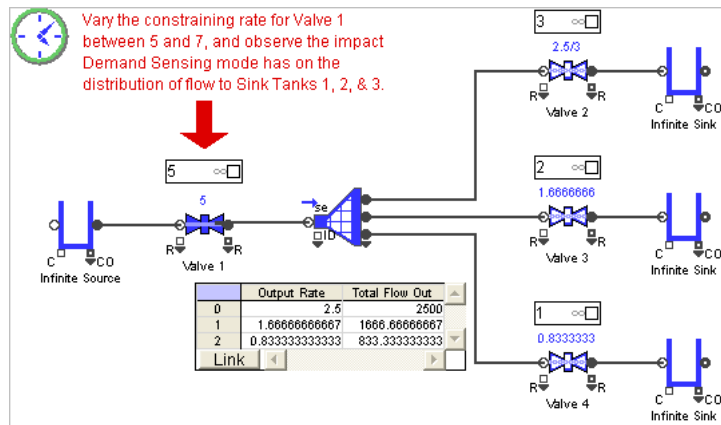 Vary the constraining rate for Valve 1
between 5 and 7, and observe the impact
Demand Sensing mode has on the
distribution of flow to Sink Tanks 1, 2, & 3.
3
2.5/3
R
R
Valve 2
C
CO
Infinite Sink
5
5
R
R
Valve 1
C
CO
Infinite Source
se
ID
2
1.6666666
R
R
Valve 3
C
CO
Infinite Sink
Output Rate Total Flow Out
0 2.5 2500
1 1.66666666667 1666.66666667
2 0.833333333333 833.333333333
Link
1
0.8333333
R
R
Valve 4
C
CO
Infinite Sink